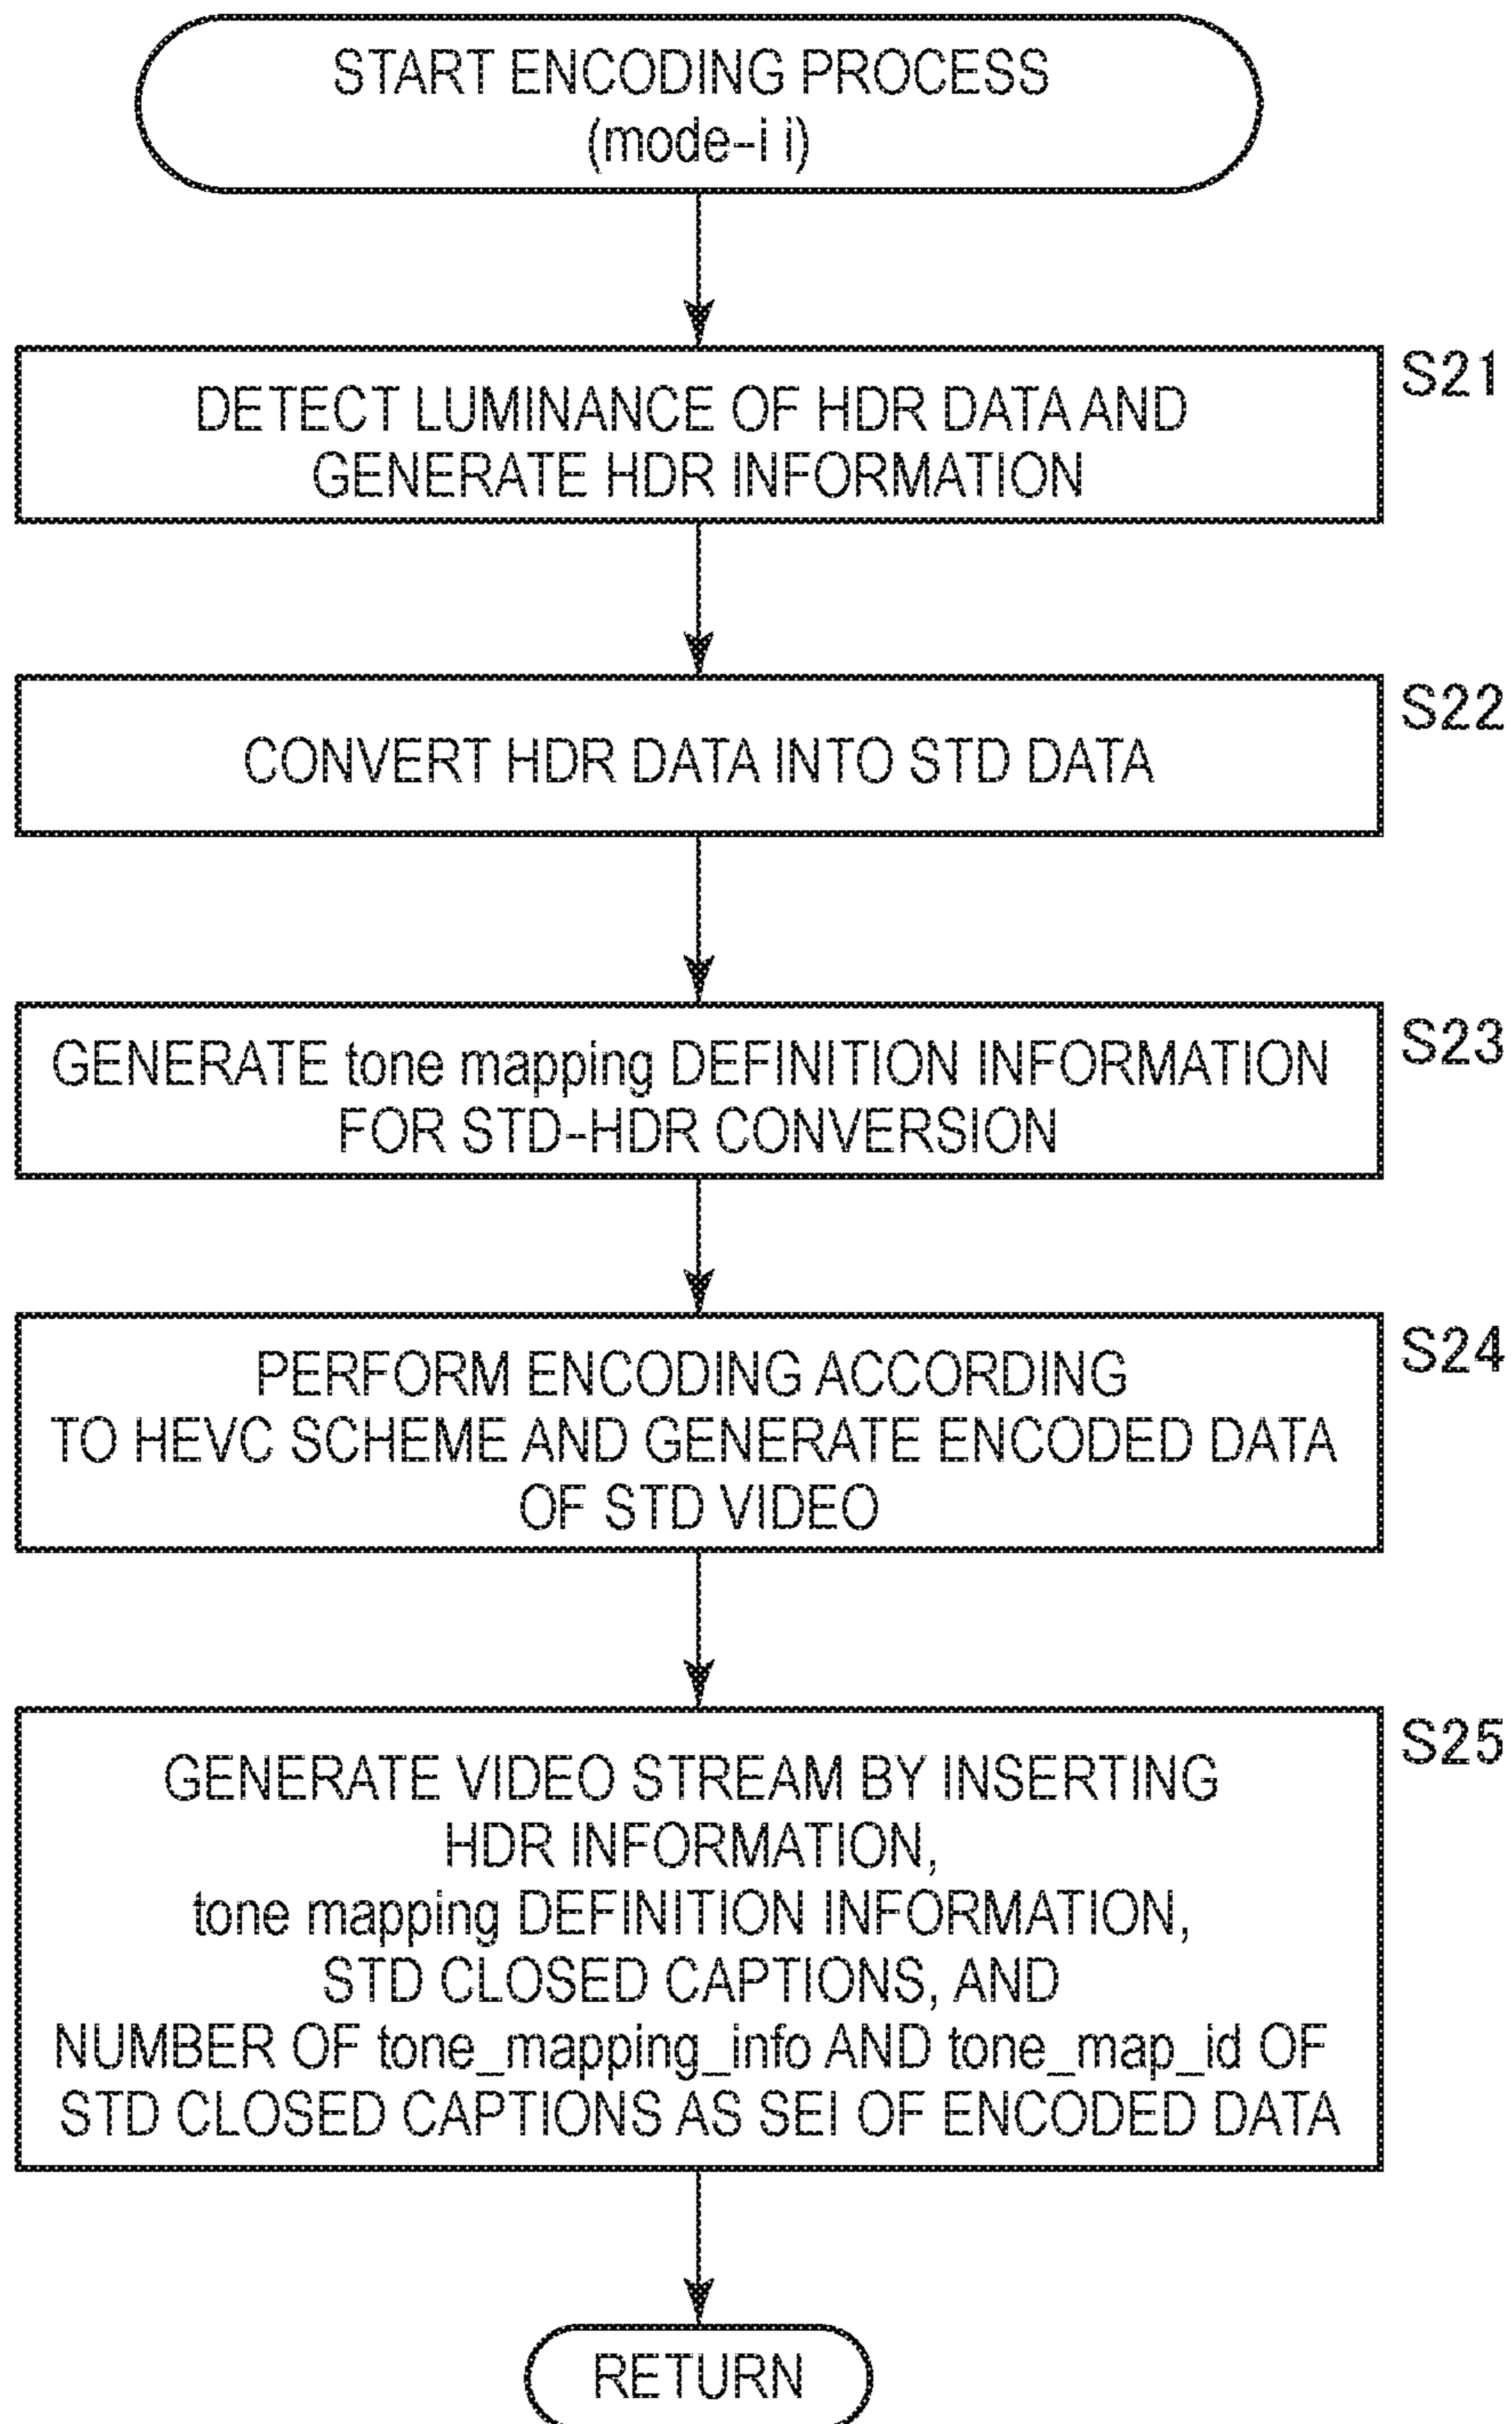 START ENCODING PROCESS
(mode-i i)
S21
DETECT LUMINANCE OF HDR DATA AND
GENERATE HDR INFORMATION
S22
CONVERT HDR DATA INTO STD DATA
S23
GENERATE tone mapping DEFINITION INFORMATION
FOR STD-HDR CONVERSION
S24
PERFORM ENCODING ACCORDING
TO HEVC SCHEME AND GENERATE ENCODED DATA
OF STD VIDEO
S25
GENERATE VIDEO STREAM BY INSERTING
HDR INFORMATION,
tone mapping DEFINITION INFORMATION,
STD CLOSED CAPTIONS, AND
NUMBER OF tone_mapping_info AND tone_map_id OF
STD CLOSED CAPTIONS AS SEI OF ENCODED DATA
RETURN